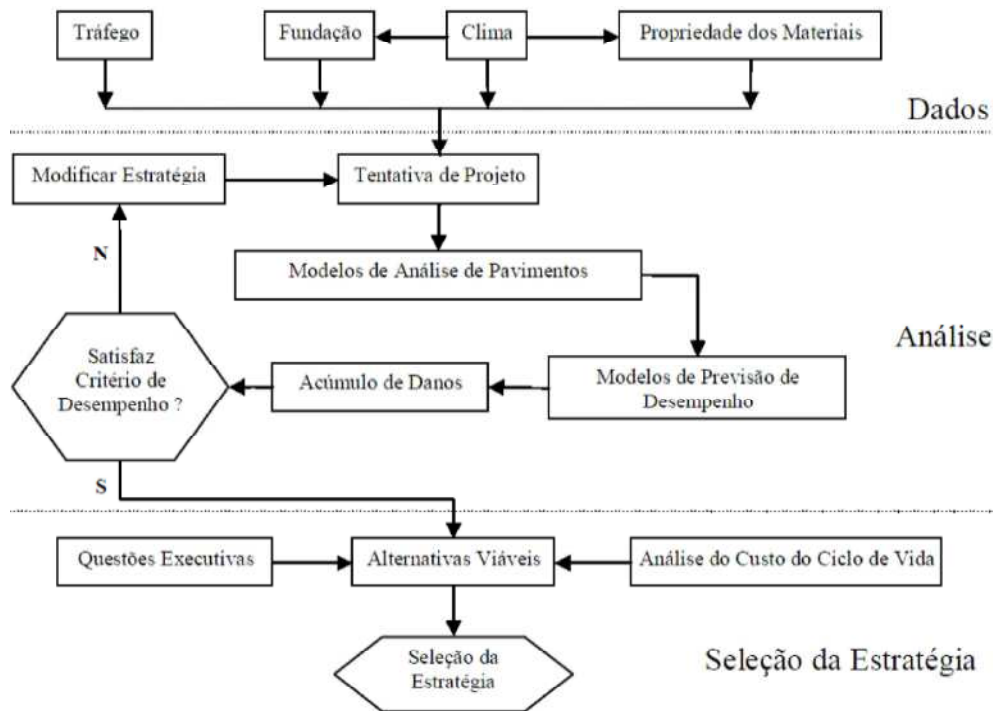 Tráfego
Fundação
Clima
Propriedade dos Materiais
Dados
Modificar Estratégia
Tentativa de Projeto
N
Modelos de Análise de Pavimentos
Análise
Satisfaz
Critério de
Desempenho ?
Acúmulo de Danos
Modelos de Previsão de
Desempenho
S
Questões Executivas
Alternativas Viáveis
Análise do Custo do Ciclo de Vida
Seleção da
Estratégia
Seleção da Estratégia